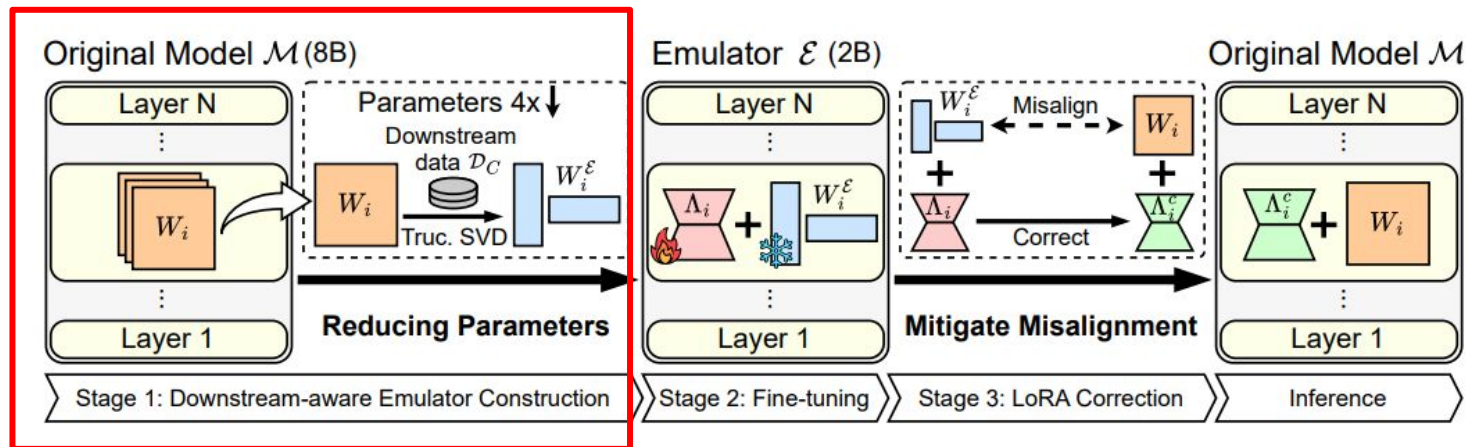 Original Model ℳ (8B)
Layer N
⋮
W_i
⋮
Layer 1
Parameters 4x ↓
Downstream
data 𝒟_C
W_i
Truc. SVD
W_i^ℰ
Reducing Parameters
Stage 1: Downstream-aware Emulator Construction
Emulator ℰ (2B)
Layer N
⋮
Λ_i
+
W_i^ℰ
⋮
Layer 1
Stage 2: Fine-tuning
W_i^ℰ
Misalign
W_i
+
+
Λ_i
Correct
Λ_i^c
Mitigate Misalignment
Stage 3: LoRA Correction
Original Model ℳ
Layer N
⋮
Λ_i^c
+
W_i
⋮
Layer 1
Inference